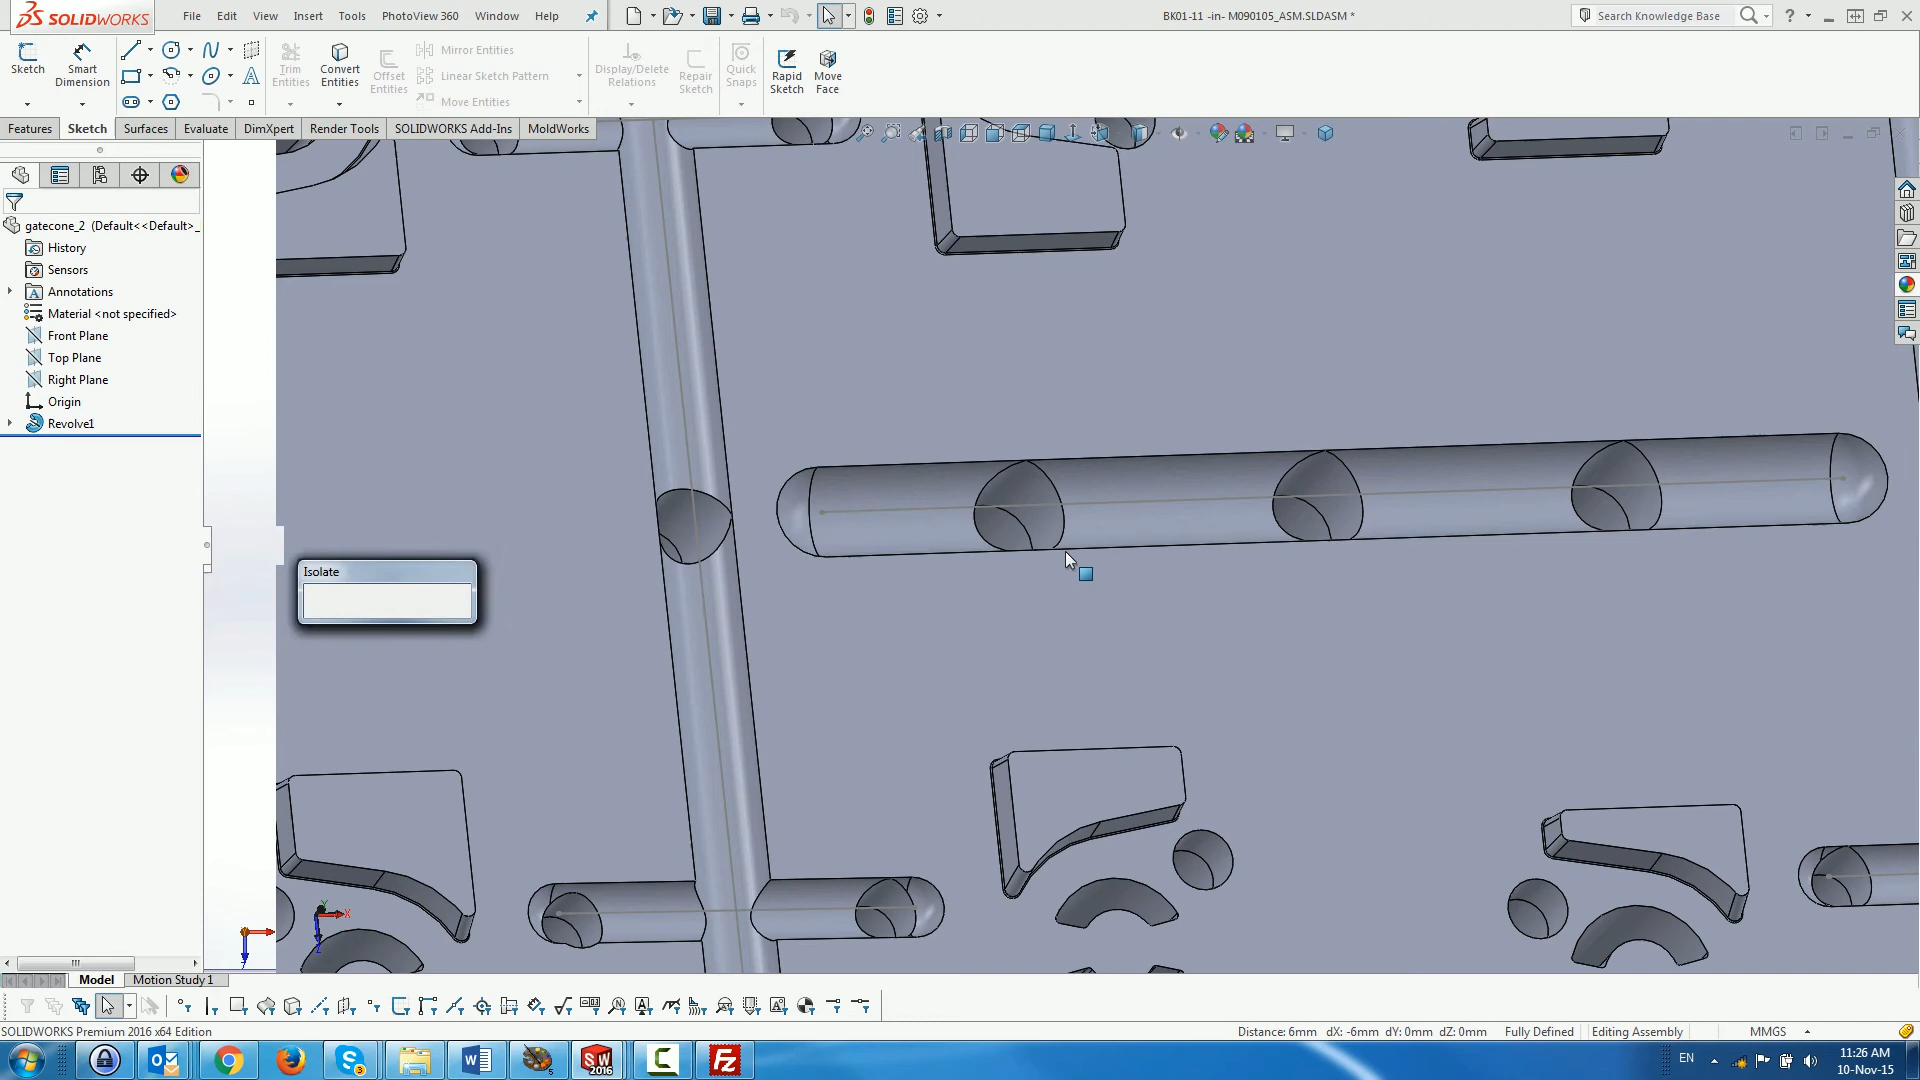 SOLIDWORKS File Edit View Insert Tools PhotoView 360 Window Help BK01-11 -in- M090105_ASM.SLDASM * Search Knowledge Base ?
Sketch Smart Dimension Trim Entities Convert Entities Offset Entities Mirror Entities Linear Sketch Pattern Move Entities Display/Delete Relations Repair Sketch Quick Snaps Rapid Sketch Move Face
Features Sketch Surfaces Evaluate DimXpert Render Tools SOLIDWORKS Add-Ins MoldWorks
gatecone_2 (Default<<Default>_
History
Sensors
Annotations
Material <not specified>
Front Plane
Top Plane
Right Plane
Origin
Revolve1
Isolate
Y
X
Z
Model Motion Study 1
SOLIDWORKS Premium 2016 x64 Edition Distance: 6mm dX: -6mm dY: 0mm dZ: 0mm Fully Defined Editing Assembly MMGS
EN 11:26 AM
10-Nov-15